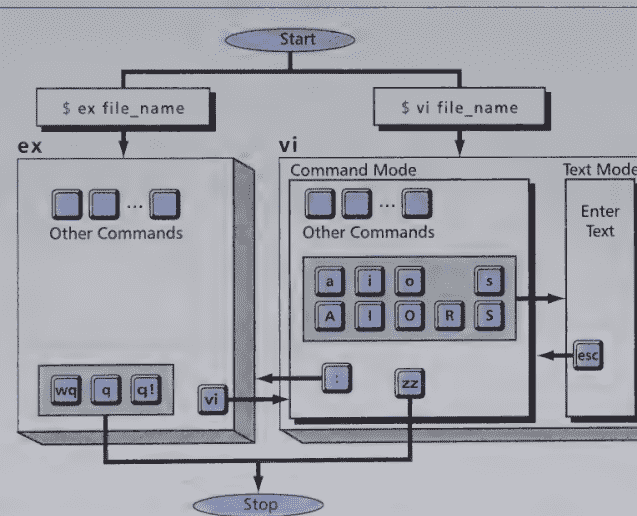 Start
$ ex file_name
$ vi file_name
ex
vi
Command Mode
Text Mode
...
Other Commands
...
Other Commands
Enter
Text
a i o s
A I O R S
esc
wq q q!
vi
:
zz
Stop